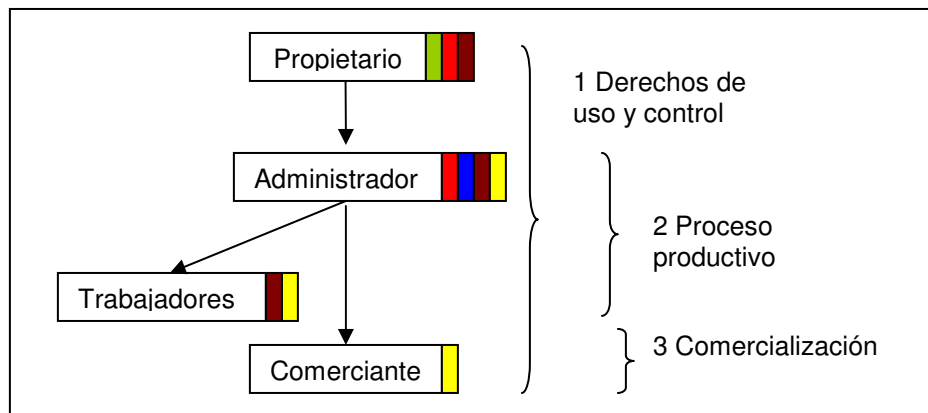 Propietario
1 Derechos de
uso y control
Administrador
2 Proceso
productivo
Trabajadores
3 Comercialización
Comerciante